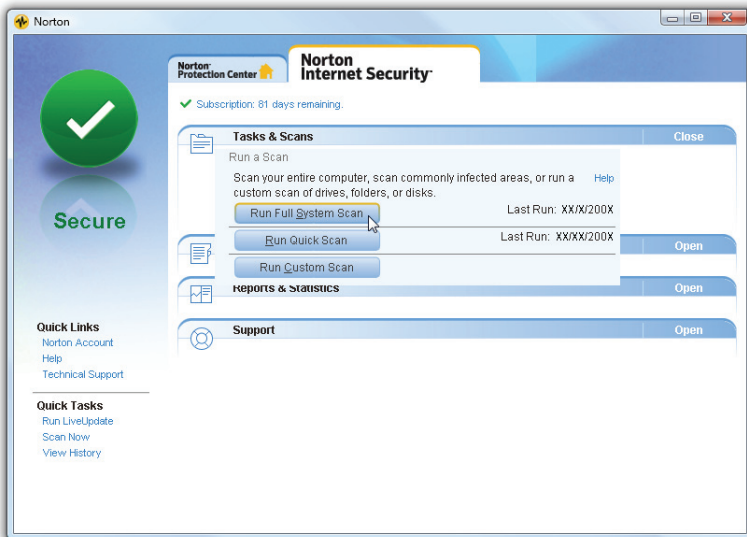 Norton
Secure
Quick Links
Norton Account
Help
Technical Support
Quick Tasks
Run LiveUpdate
Scan Now
View History
Norton
Protection Center
Norton
Internet Security
Subscription: 81 days remaining.
Tasks & Scans Close
Run a Scan
Scan your entire computer, scan commonly infected areas, or run a Help
custom scan of drives, folders, or disks.
Run Full System Scan Last Run: XX/X/200X
Run Quick Scan Last Run: XX/XX/200X
Open
Run Custom Scan
Reports & Statistics Open
Support Open